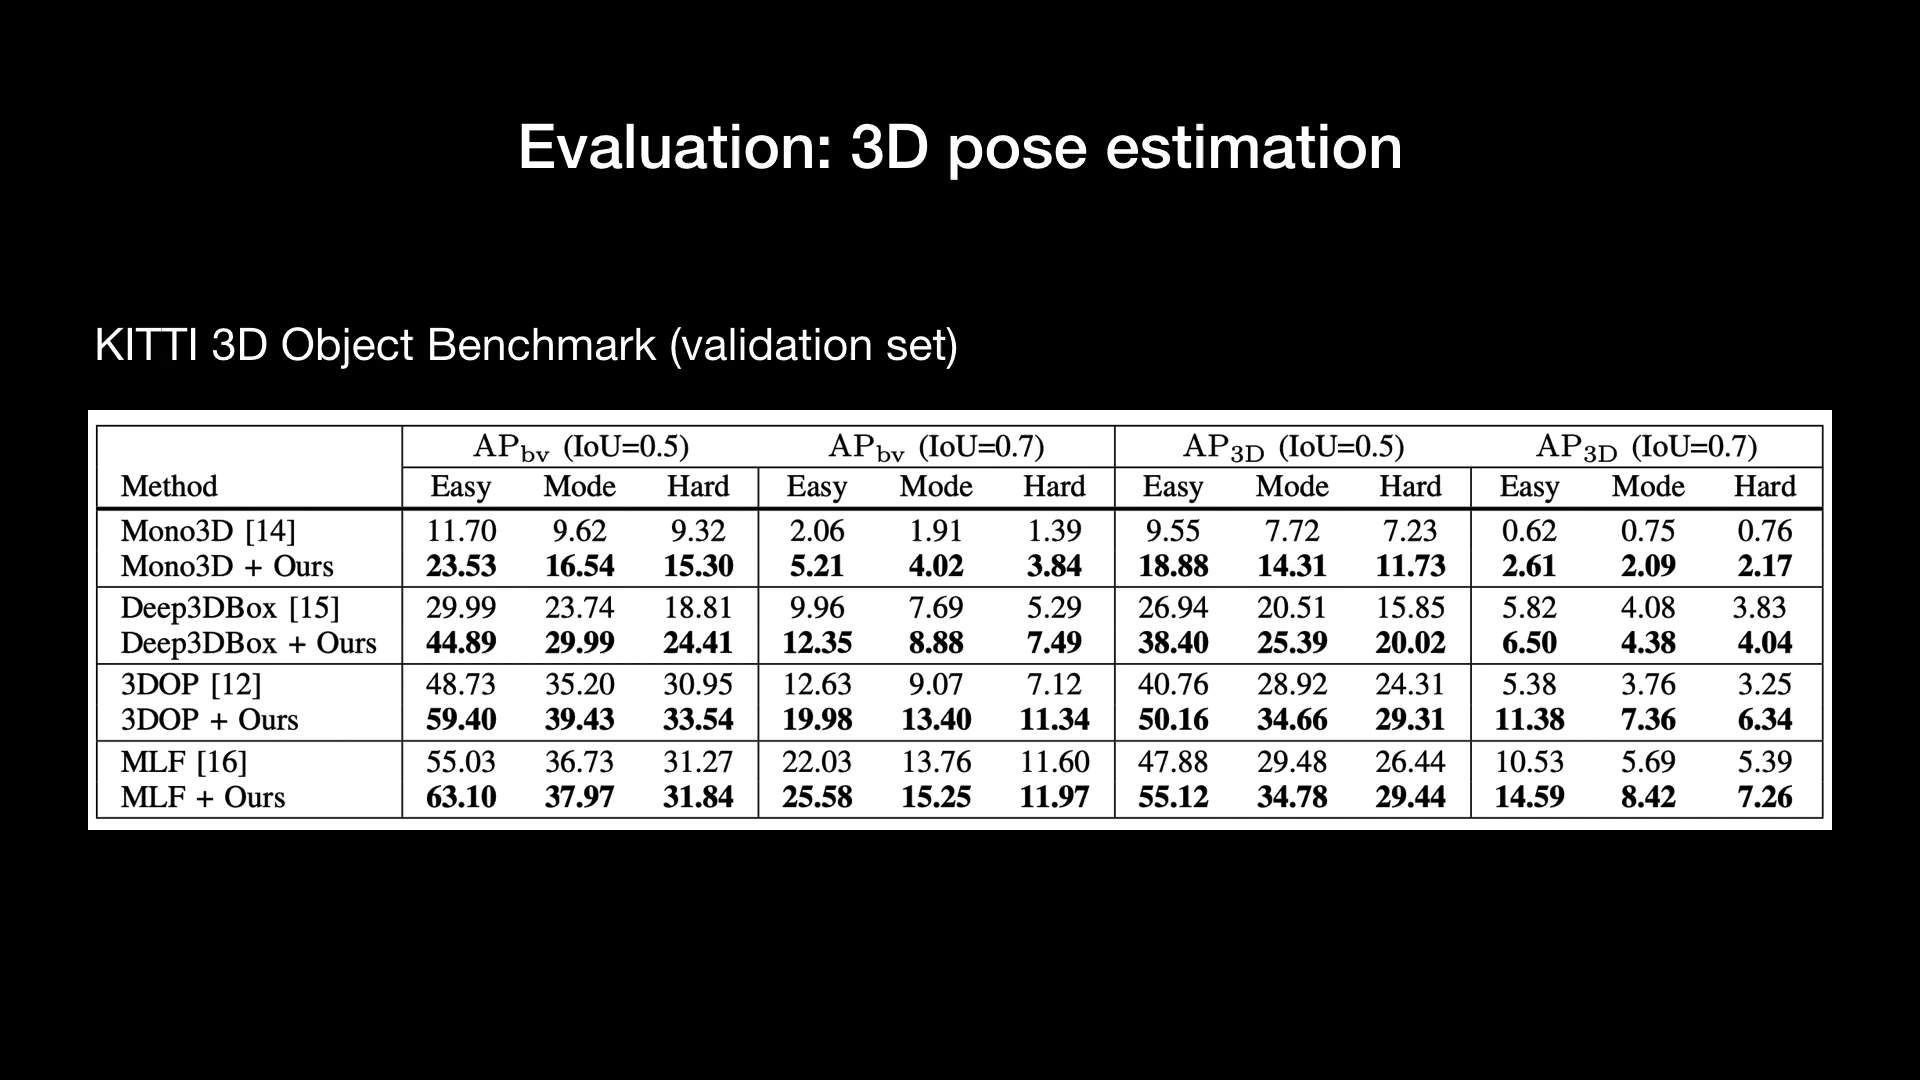 Evaluation: 3D pose estimation
KITTI 3D Object Benchmark (validation set)
APbv (IoU=0.5) APbv (IoU=0.7) AP3D (IoU=0.5) AP3D (IoU=0.7)
Method Easy Mode Hard Easy Mode Hard Easy Mode Hard Easy Mode Hard
Mono3D [14] 11.70 9.62 9.32 2.06 1.91 1.39 9.55 7.72 7.23 0.62 0.75 0.76
Mono3D + Ours 23.53 16.54 15.30 5.21 4.02 3.84 18.88 14.31 11.73 2.61 2.09 2.17
Deep3DBox [15] 29.99 23.74 18.81 9.96 7.69 5.29 26.94 20.51 15.85 5.82 4.08 3.83
Deep3DBox + Ours 44.89 29.99 24.41 12.35 8.88 7.49 38.40 25.39 20.02 6.50 4.38 4.04
3DOP [12] 48.73 35.20 30.95 12.63 9.07 7.12 40.76 28.92 24.31 5.38 3.76 3.25
3DOP + Ours 59.40 39.43 33.54 19.98 13.40 11.34 50.16 34.66 29.31 11.38 7.36 6.34
MLF [16] 55.03 36.73 31.27 22.03 13.76 11.60 47.88 29.48 26.44 10.53 5.69 5.39
MLF + Ours 63.10 37.97 31.84 25.58 15.25 11.97 55.12 34.78 29.44 14.59 8.42 7.26